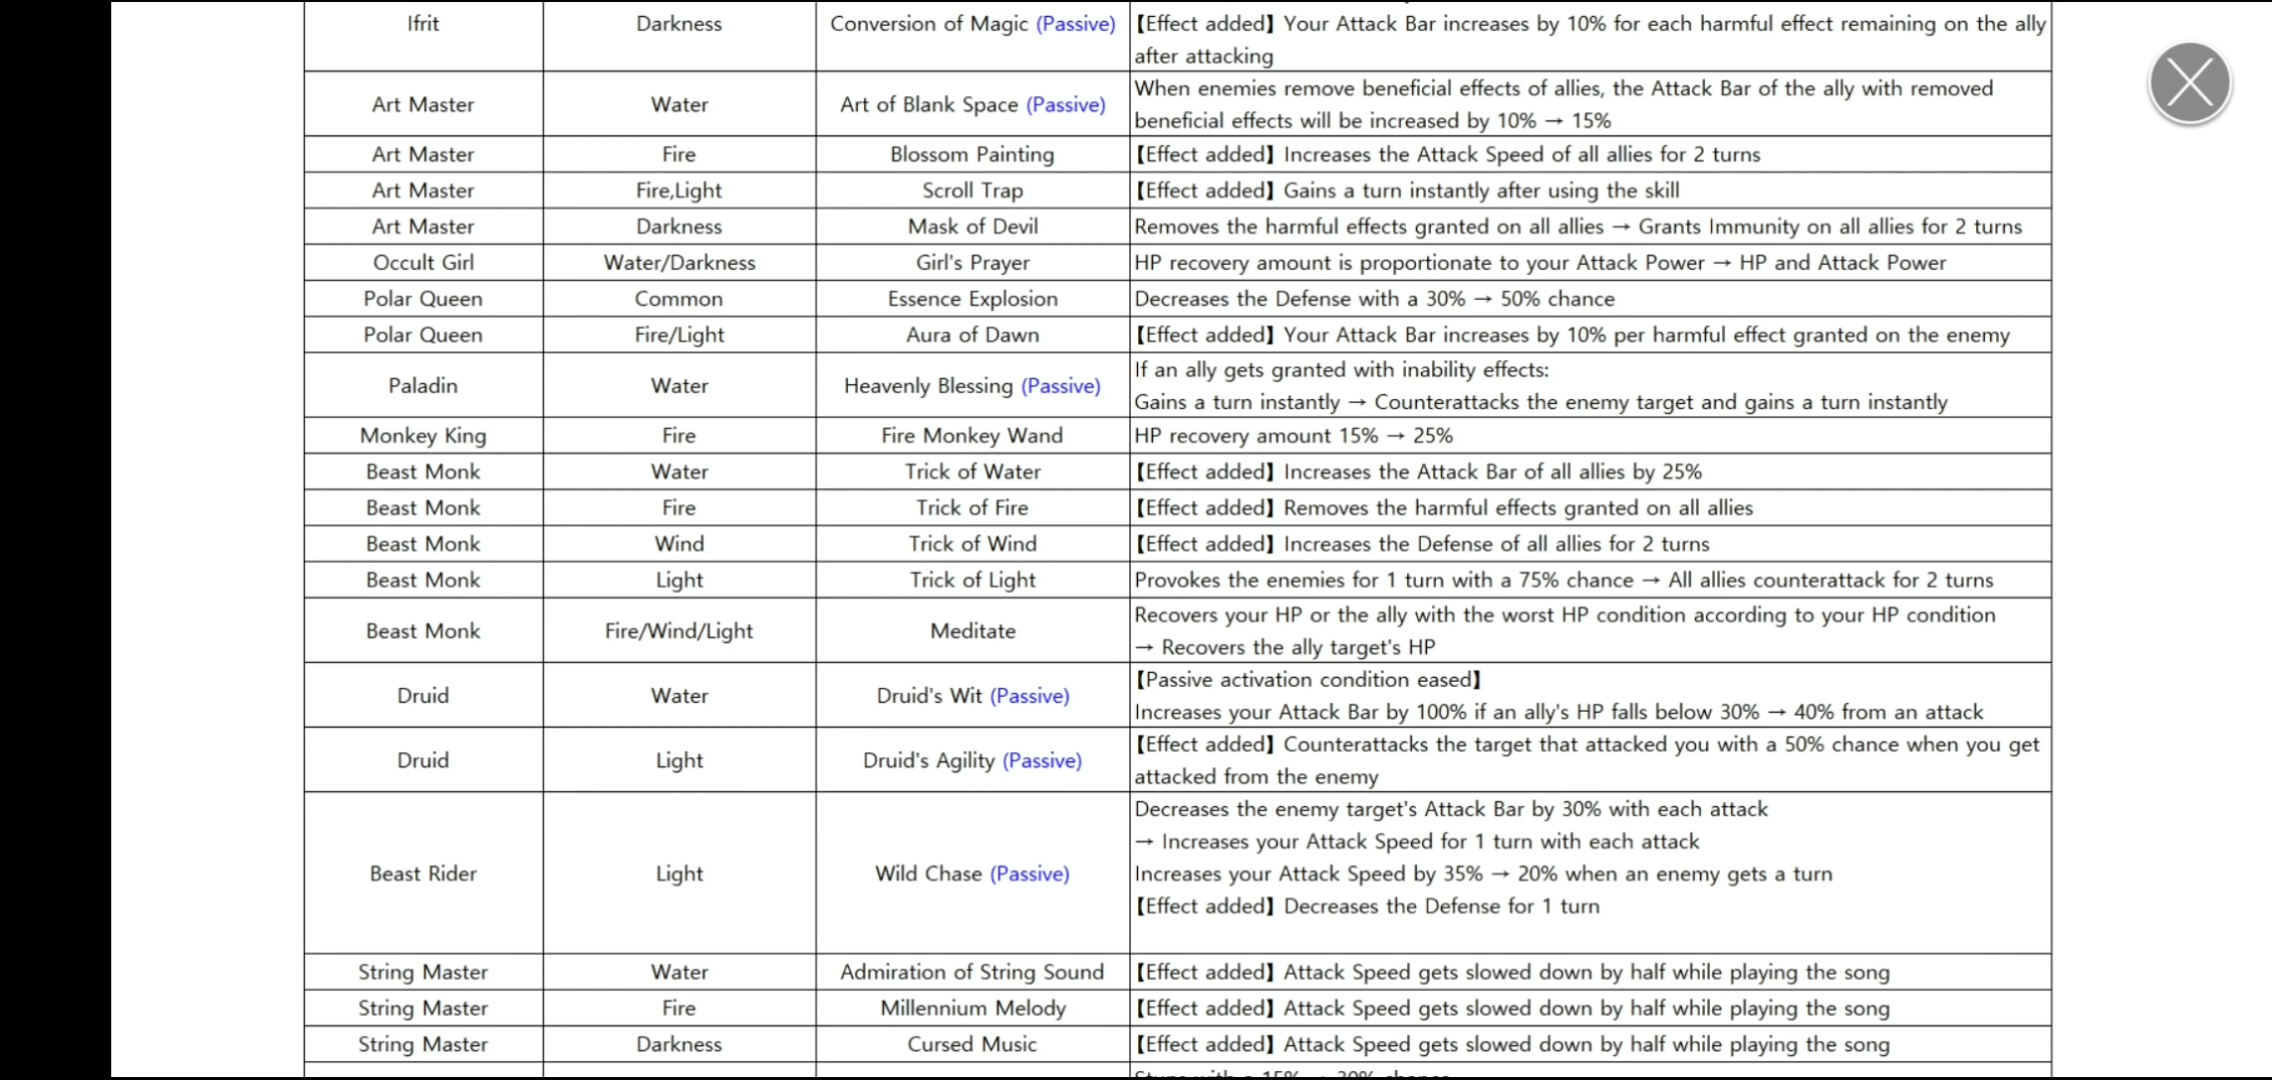 Ifrit Darkness Conversion of Magic (Passive) 【Effect added】 Your Attack Bar increases by 10% for each harmful effect remaining on the ally
after attacking
Art Master Water Art of Blank Space (Passive) When enemies remove beneficial effects of allies, the Attack Bar of the ally with removed
beneficial effects will be increased by 10% → 15%
Art Master Fire Blossom Painting 【Effect added】 Increases the Attack Speed of all allies for 2 turns
Art Master Fire,Light Scroll Trap 【Effect added】 Gains a turn instantly after using the skill
Art Master Darkness Mask of Devil Removes the harmful effects granted on all allies → Grants Immunity on all allies for 2 turns
Occult Girl Water/Darkness Girl's Prayer HP recovery amount is proportionate to your Attack Power → HP and Attack Power
Polar Queen Common Essence Explosion Decreases the Defense with a 30% → 50% chance
Polar Queen Fire/Light Aura of Dawn 【Effect added】 Your Attack Bar increases by 10% per harmful effect granted on the enemy
Paladin Water Heavenly Blessing (Passive) If an ally gets granted with inability effects:
Gains a turn instantly → Counterattacks the enemy target and gains a turn instantly
Monkey King Fire Fire Monkey Wand HP recovery amount 15% → 25%
Beast Monk Water Trick of Water 【Effect added】 Increases the Attack Bar of all allies by 25%
Beast Monk Fire Trick of Fire 【Effect added】 Removes the harmful effects granted on all allies
Beast Monk Wind Trick of Wind 【Effect added】 Increases the Defense of all allies for 2 turns
Beast Monk Light Trick of Light Provokes the enemies for 1 turn with a 75% chance → All allies counterattack for 2 turns
Beast Monk Fire/Wind/Light Meditate Recovers your HP or the ally with the worst HP condition according to your HP condition
→ Recovers the ally target's HP
Druid Water Druid's Wit (Passive) 【Passive activation condition eased】
Increases your Attack Bar by 100% if an ally's HP falls below 30% → 40% from an attack
Druid Light Druid's Agility (Passive) 【Effect added】 Counterattacks the target that attacked you with a 50% chance when you get
attacked from the enemy
Beast Rider Light Wild Chase (Passive) Decreases the enemy target's Attack Bar by 30% with each attack
→ Increases your Attack Speed for 1 turn with each attack
Increases your Attack Speed by 35% → 20% when an enemy gets a turn
【Effect added】 Decreases the Defense for 1 turn
String Master Water Admiration of String Sound 【Effect added】 Attack Speed gets slowed down by half while playing the song
String Master Fire Millennium Melody 【Effect added】 Attack Speed gets slowed down by half while playing the song
String Master Darkness Cursed Music 【Effect added】 Attack Speed gets slowed down by half while playing the song